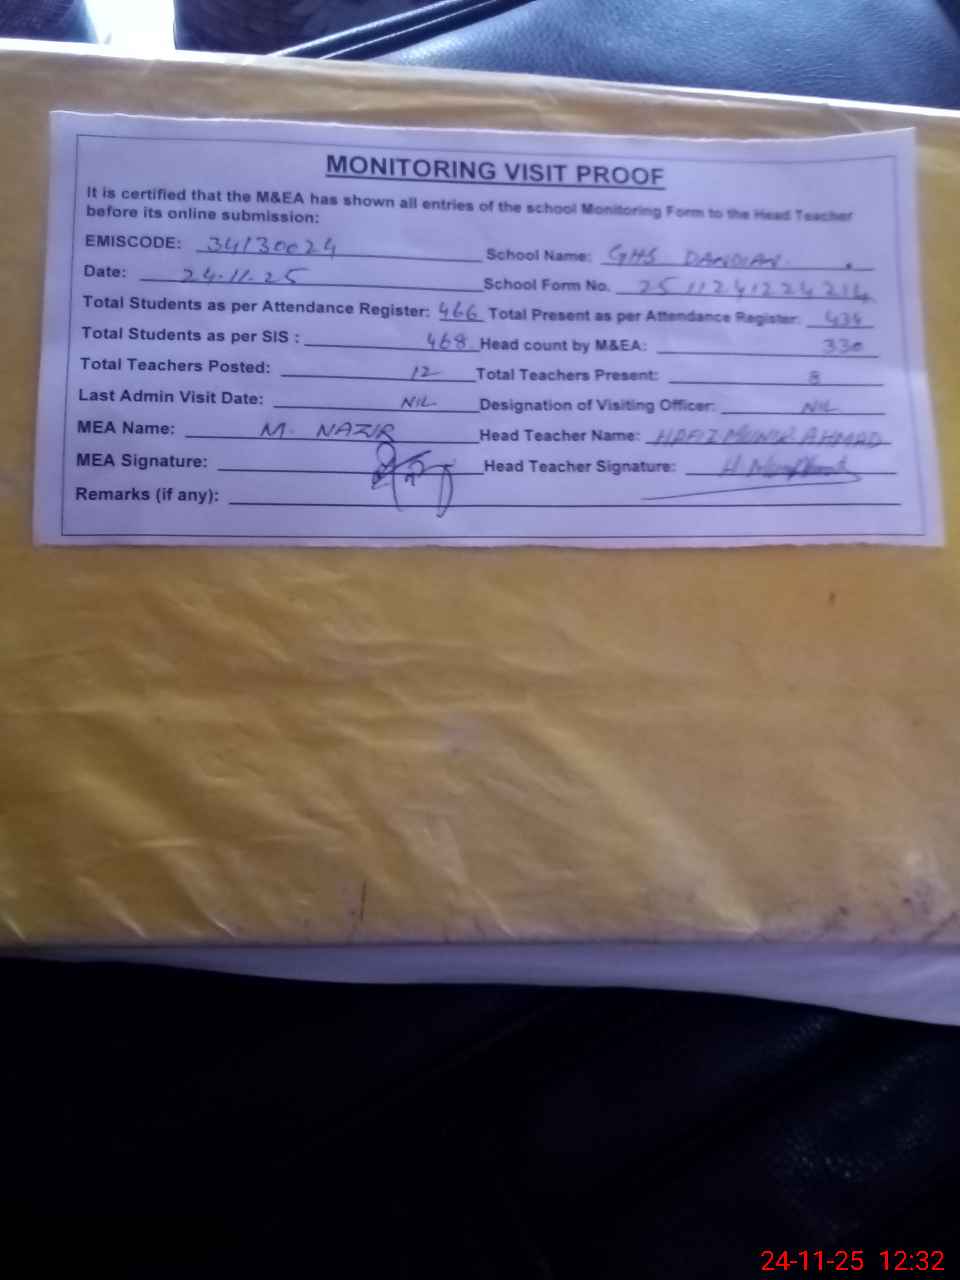 MONITORING VISIT PROOF
It is certified that the M&EA has shown all entries of the school Monitoring Form to the Head Teacher
before its online submission:
EMISCODE: 34130024 School Name: GHS DANDIAN.
Date: 24.11.25 School Form No. 2511241224214
Total Students as per Attendance Register: 466 Total Present as per Attendance Register:
Total Students as per SIS : 468 Head count by M&EA: 330
Total Teachers Posted: 12 Total Teachers Present: 8
Last Admin Visit Date: NIL Designation of Visiting Officer: NIL
MEA Name: M. NAZIR Head Teacher Name: HAFIZ MUNIR AHMAD
MEA Signature: Head Teacher Signature:
Remarks (if any):
24-11-25 12:32